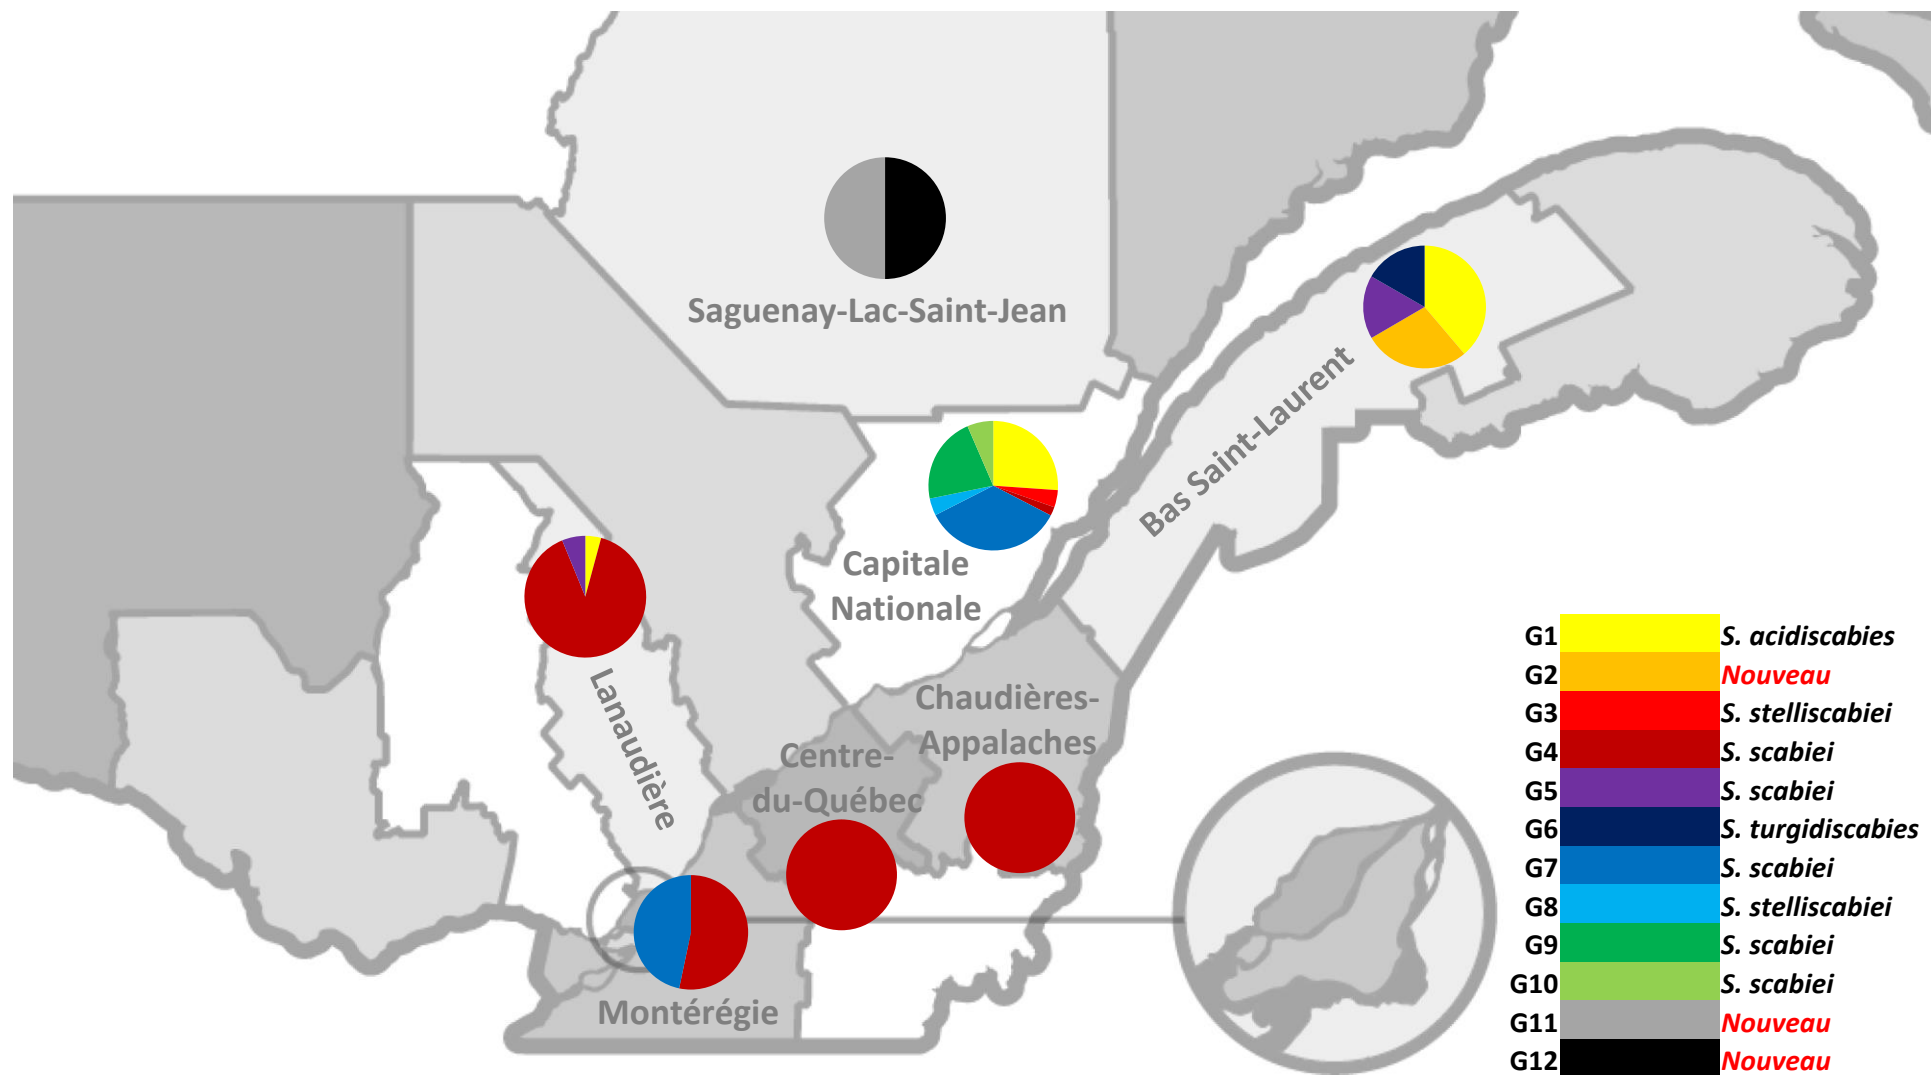 Saguenay-Lac-Saint-Jean
Bas Saint-Laurent
Capitale
Nationale
Lanaudière
Chaudières-
Appalaches
Centre-
du-Québec
Montérégie
G1 S. acidiscabies
G2 Nouveau
G3 S. stelliscabiei
G4 S. scabiei
G5 S. scabiei
G6 S. turgidiscabies
G7 S. scabiei
G8 S. stelliscabiei
G9 S. scabiei
G10 S. scabiei
G11 Nouveau
G12 Nouveau